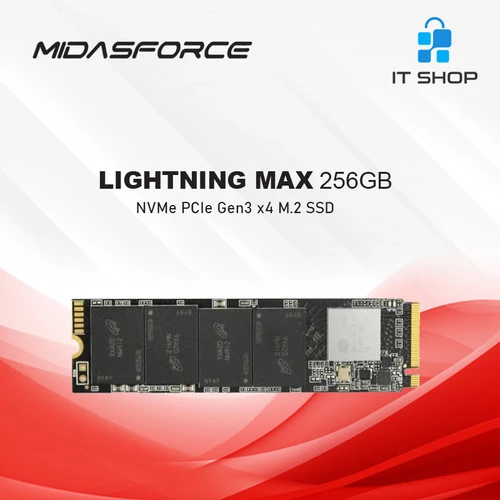 MIDASFORCE
IT SHOP
LIGHTNING MAX 256GB
NVMe PCIe Gen3 x4 M.2 SSD